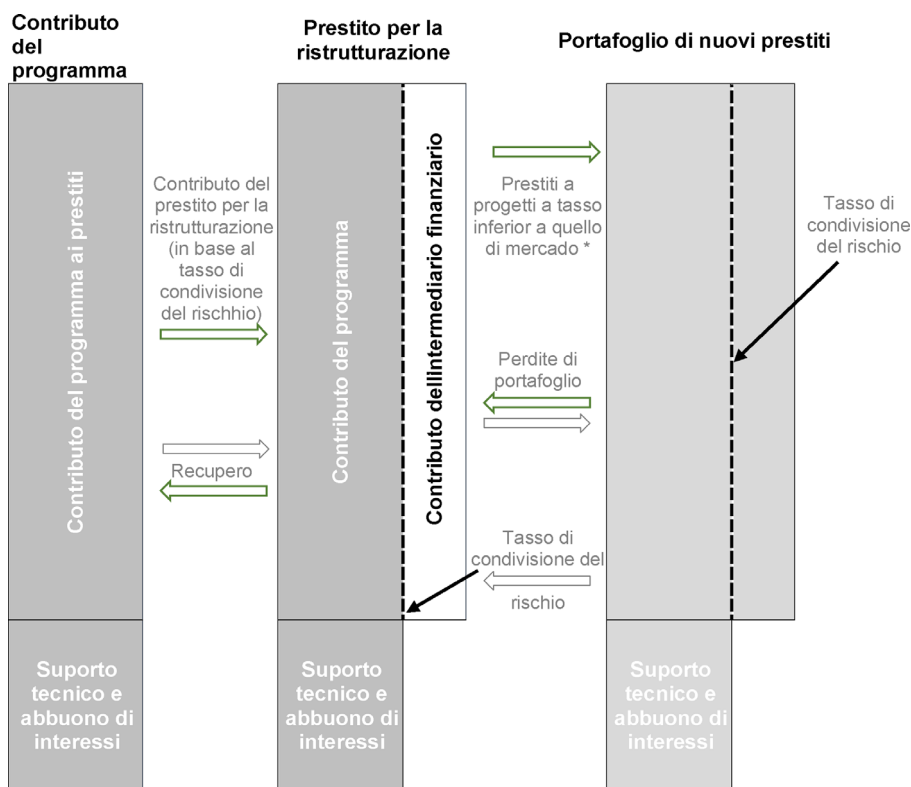 Contributo
del
programma
Prestito per la
ristrutturazione
Portafoglio di nuovi prestiti
Contributo del programma ai prestiti
Contributo del
prestito per la
ristrutturazione
(in base al
tasso di
condivisione
del rischhio)
Recupero
Contributo del programma
Contributo dellintermediario finanziario
Prestiti a
progetti a tasso
inferior a quello
di mercado *
Perdite di
portafoglio
Tasso di
condivisione del
rischio
Tasso di
condivisione
del rischio
Suporto
tecnico e
abbuono di
interessi
Suporto
tecnico e
abbuono di
interessi
Suporto
tecnico e
abbuono di
interessi